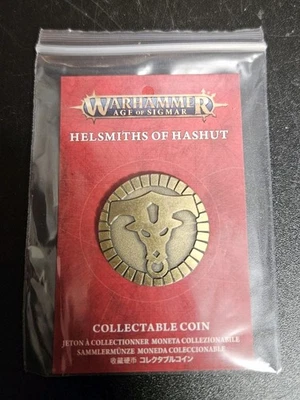 WARHAMMER
AGE OF SIGMAR
HELSMITHS OF HASHUT
COLLECTABLE COIN
JETON À COLLECTIONNER MONETA COLLEZIONABILE
SAMMLERMÜNZE MONEDA COLECCIONABLE
收藏硬币 コレクタブルコイン